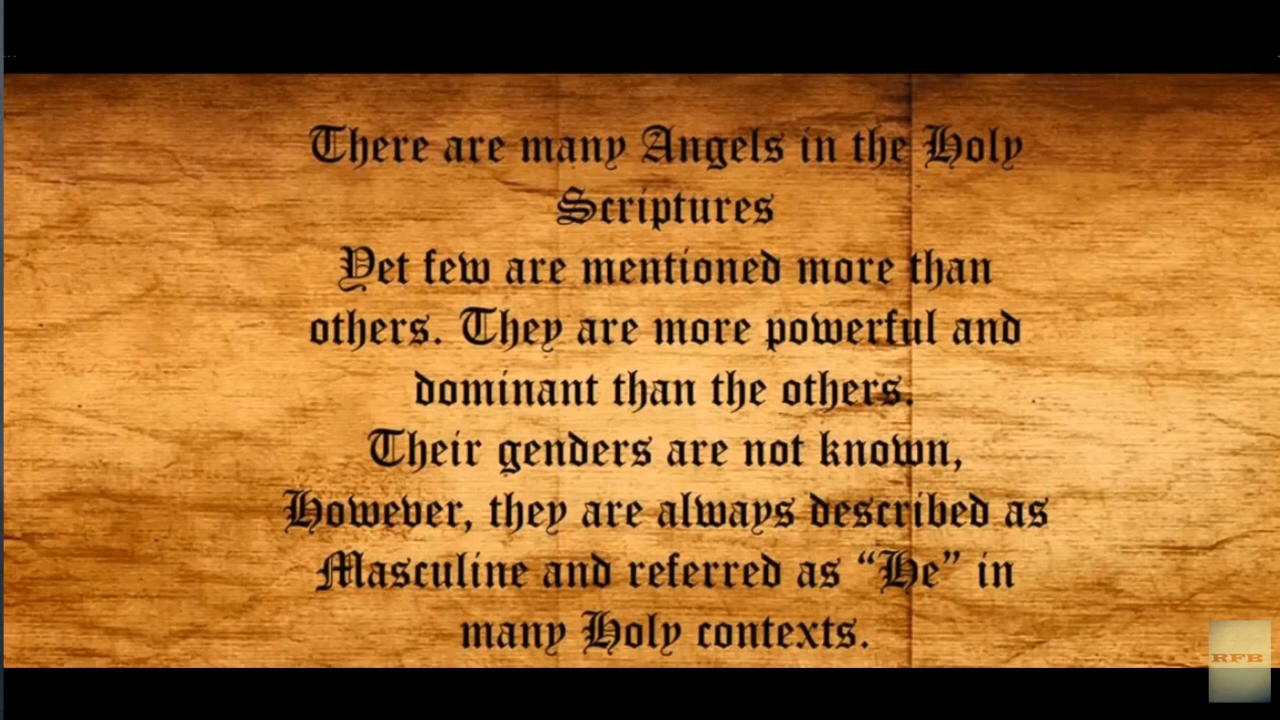 There are many Angels in the Holy
Scriptures
Yet few are mentioned more than
others. They are more powerful and
dominant than the others.
Their genders are not known,
However, they are always described as
Masculine and referred as “He” in
many Holy contexts.
RFB